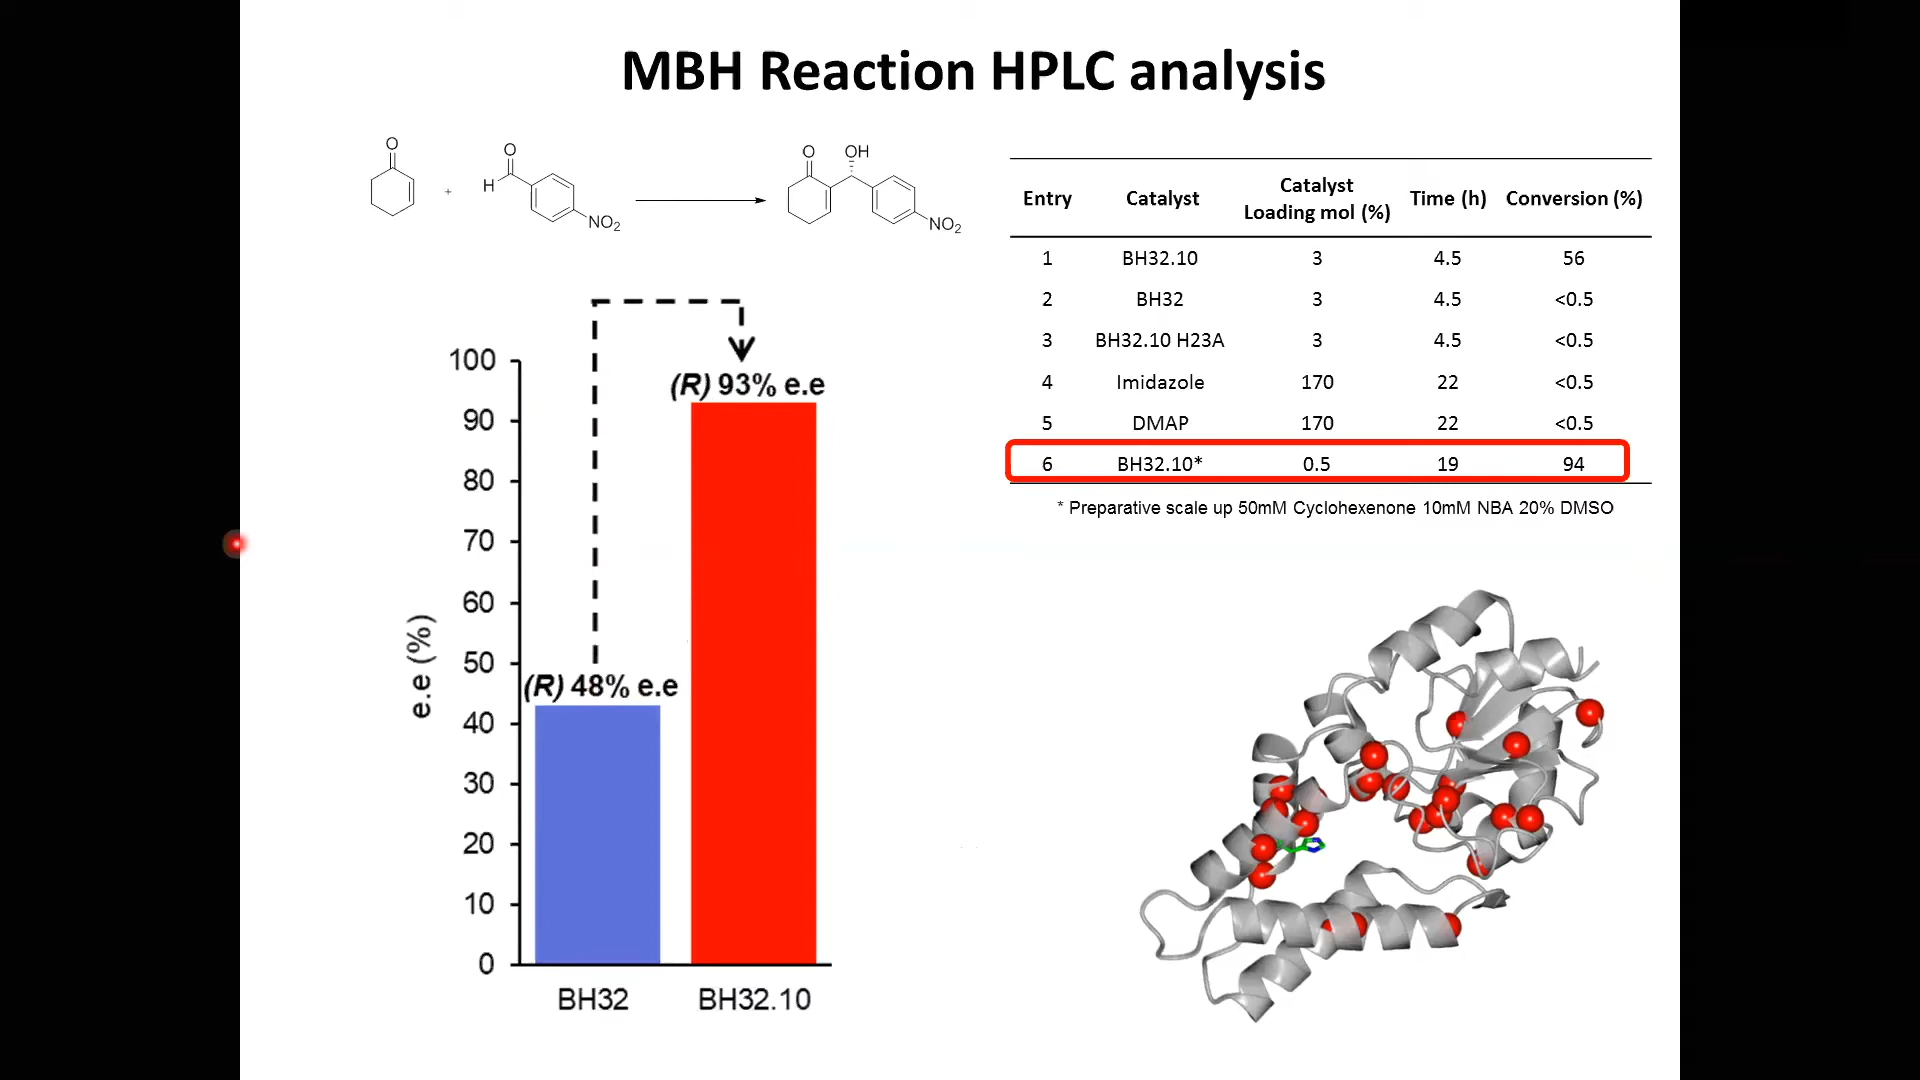 MBH Reaction HPLC analysis
O
+
H
O
NO2
O
OH
NO2
Entry Catalyst Catalyst Loading mol (%) Time (h) Conversion (%)
1 BH32.10 3 4.5 56
2 BH32 3 4.5 <0.5
3 BH32.10 H23A 3 4.5 <0.5
4 Imidazole 170 22 <0.5
5 DMAP 170 22 <0.5
6 BH32.10* 0.5 19 94
* Preparative scale up 50mM Cyclohexenone 10mM NBA 20% DMSO
e.e (%)
100
90
80
70
60
50
40
30
20
10
0
(R) 48% e.e
(R) 93% e.e
BH32
BH32.10